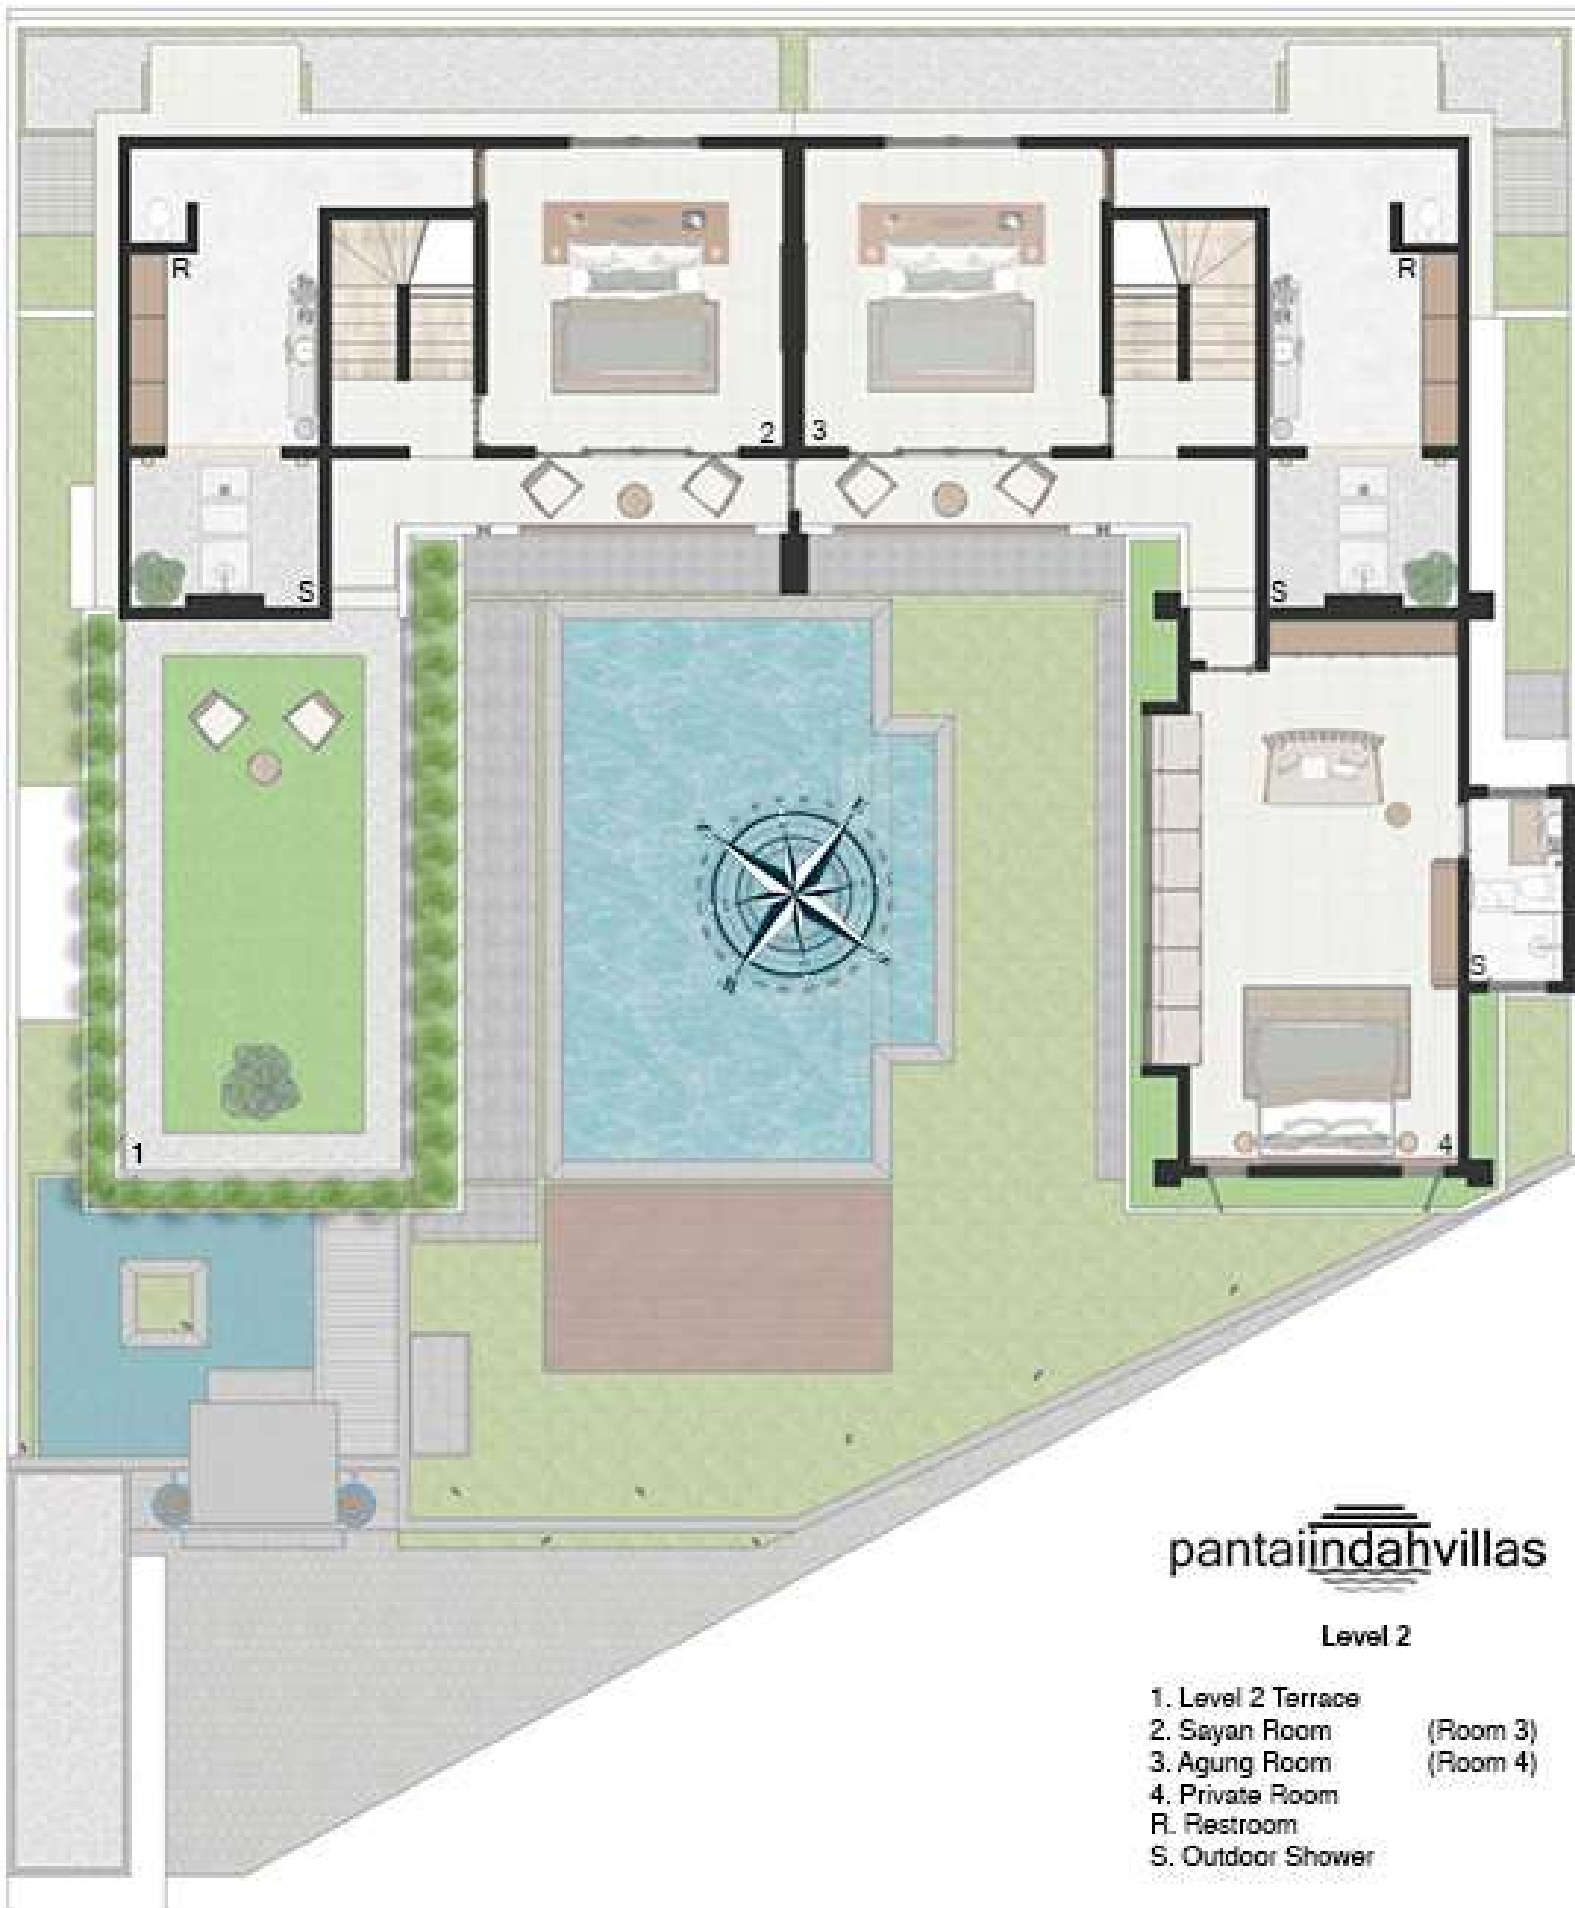 R
R
2
3
S
S
S
1
4
pantaiindahvillas
Level 2
1. Level 2 Terrace
2. Sayan Room (Room 3)
3. Agung Room (Room 4)
4. Private Room
R. Restroom
S. Outdoor Shower